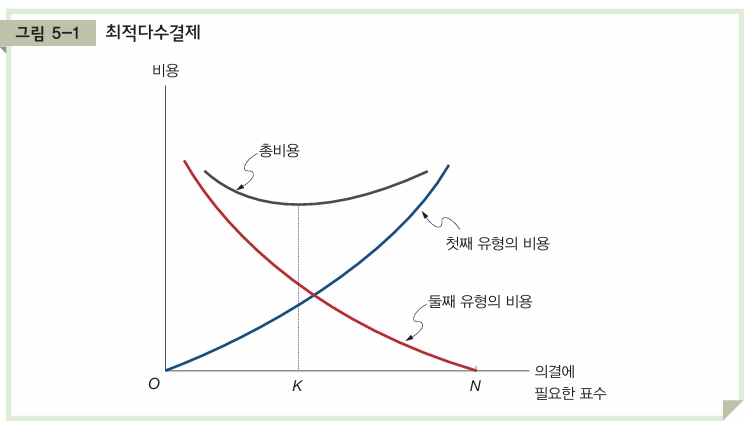 그림 5-1 최적다수결제
비용
총비용
첫째 유형의 비용
둘째 유형의 비용
의결에
필요한 표수
O
K
N